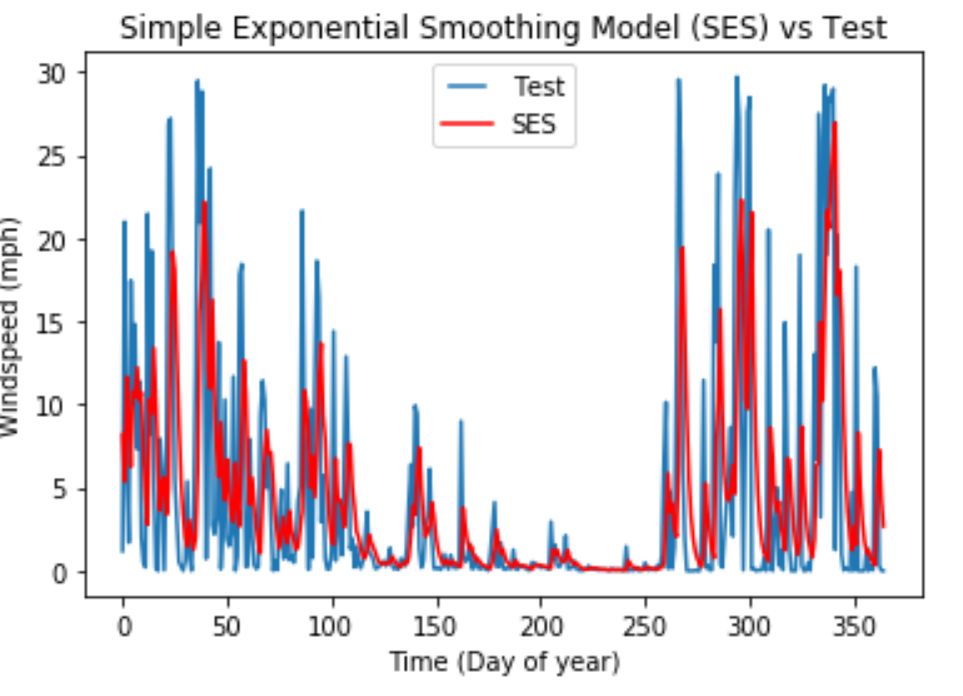 Simple Exponential Smoothing Model (SES) vs Test
Test
SES
30
25
20
15
10
5
0
Windspeed (mph)
0 50 100 150 200 250 300 350
Time (Day of year)